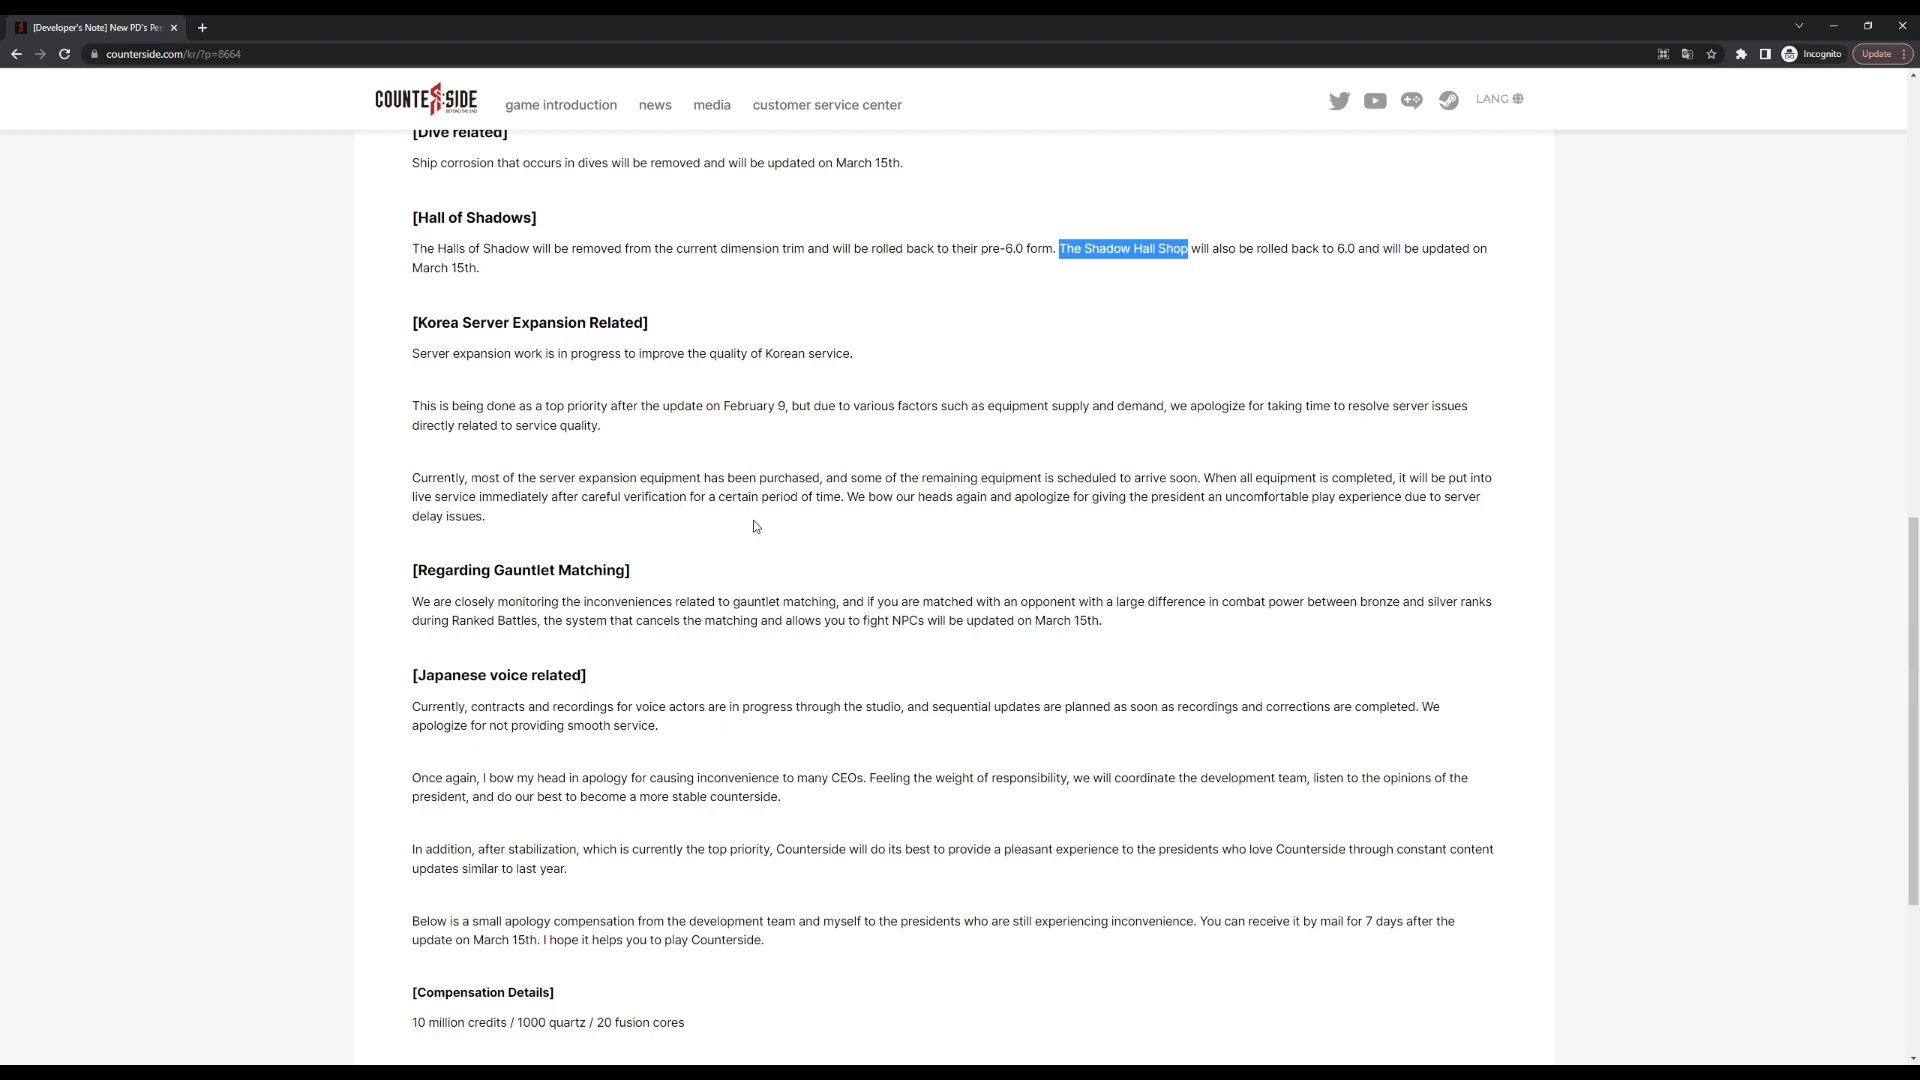 [Developer's Note] New PD's Per
counterside.com/kr/?p=8664
Incognito
Update
COUNTERSIDE
BEYOND THE END
game introduction
news
media
customer service center
LANG
[Dive related]
Ship corrosion that occurs in dives will be removed and will be updated on March 15th.
[Hall of Shadows]
The Halls of Shadow will be removed from the current dimension trim and will be rolled back to their pre-6.0 form. The Shadow Hall Shop will also be rolled back to 6.0 and will be updated on
March 15th.
[Korea Server Expansion Related]
Server expansion work is in progress to improve the quality of Korean service.
This is being done as a top priority after the update on February 9, but due to various factors such as equipment supply and demand, we apologize for taking time to resolve server issues
directly related to service quality.
Currently, most of the server expansion equipment has been purchased, and some of the remaining equipment is scheduled to arrive soon. When all equipment is completed, it will be put into
live service immediately after careful verification for a certain period of time. We bow our heads again and apologize for giving the president an uncomfortable play experience due to server
delay issues.
[Regarding Gauntlet Matching]
We are closely monitoring the inconveniences related to gauntlet matching, and if you are matched with an opponent with a large difference in combat power between bronze and silver ranks
during Ranked Battles, the system that cancels the matching and allows you to fight NPCs will be updated on March 15th.
[Japanese voice related]
Currently, contracts and recordings for voice actors are in progress through the studio, and sequential updates are planned as soon as recordings and corrections are completed. We
apologize for not providing smooth service.
Once again, I bow my head in apology for causing inconvenience to many CEOs. Feeling the weight of responsibility, we will coordinate the development team, listen to the opinions of the
president, and do our best to become a more stable counterside.
In addition, after stabilization, which is currently the top priority, Counterside will do its best to provide a pleasant experience to the presidents who love Counterside through constant content
updates similar to last year.
Below is a small apology compensation from the development team and myself to the presidents who are still experiencing inconvenience. You can receive it by mail for 7 days after the
update on March 15th. I hope it helps you to play Counterside.
[Compensation Details]
10 million credits / 1000 quartz / 20 fusion cores